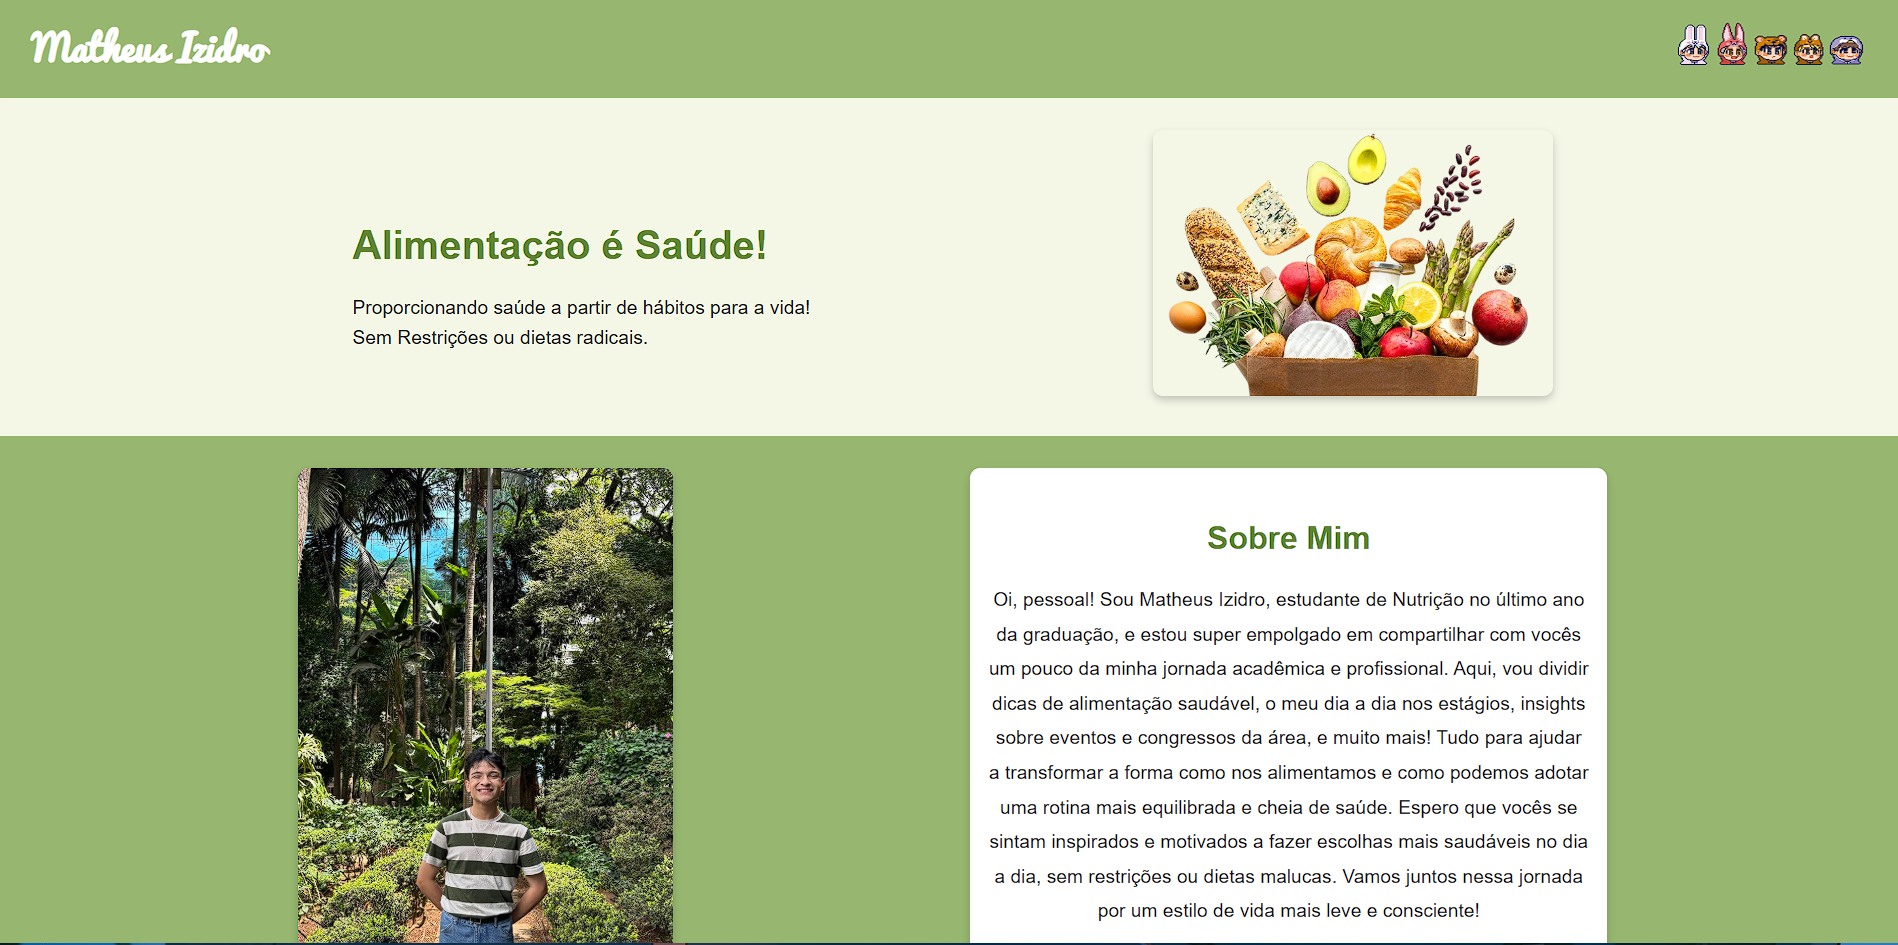 Matheus Izidro
Alimentação é Saúde!
Proporcionando saúde a partir de hábitos para a vida!
Sem Restrições ou dietas radicais.
Sobre Mim
Oi, pessoal! Sou Matheus Izidro, estudante de Nutrição no último ano
da graduação, e estou super empolgado em compartilhar com vocês
um pouco da minha jornada acadêmica e profissional. Aqui, vou dividir
dicas de alimentação saudável, o meu dia a dia nos estágios, insights
sobre eventos e congressos da área, e muito mais! Tudo para ajudar
a transformar a forma como nos alimentamos e como podemos adotar
uma rotina mais equilibrada e cheia de saúde. Espero que vocês se
sintam inspirados e motivados a fazer escolhas mais saudáveis no dia
a dia, sem restrições ou dietas malucas. Vamos juntos nessa jornada
por um estilo de vida mais leve e consciente!